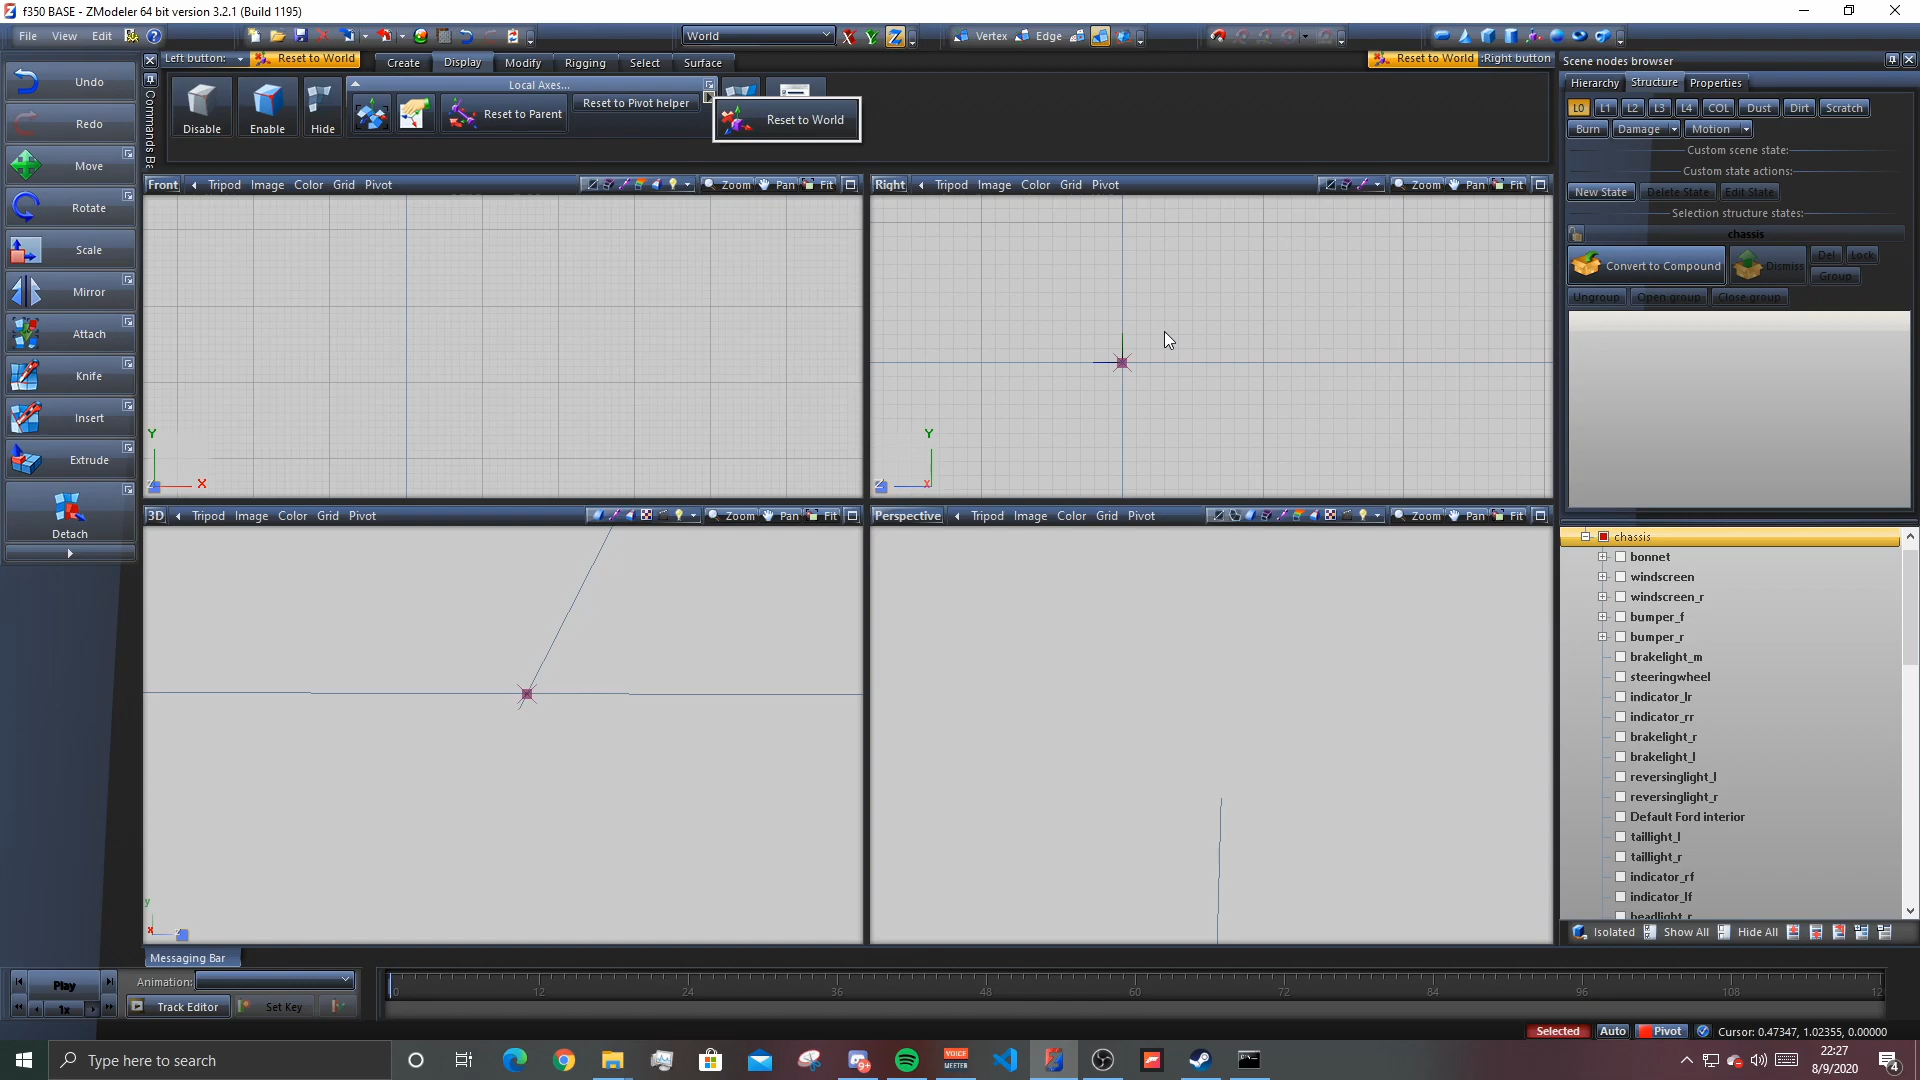 f350 BASE - ZModeler 64 bit version 3.2.1 (Build 1195)
File View Edit World Vertex Edge
Left button: Reset to World Create Display Modify Rigging Select Surface Reset to World :Right button
Commands Ba
Disable Enable Hide
Local Axes...
Reset to Parent Reset to Pivot helper
Reset to World
Undo
Redo
Move
Rotate
Scale
Mirror
Attach
Knife
Insert
Extrude
Detach
Front Tripod Image Color Grid Pivot Zoom Pan Fit
Y
Z X
Right Tripod Image Color Grid Pivot Zoom Pan Fit
Y
Z X
3D Tripod Image Color Grid Pivot Zoom Pan Fit
y
x z
Perspective Tripod Image Color Grid Pivot Zoom Pan Fit
Scene nodes browser
Hierarchy Structure Properties
L0 L1 L2 L3 L4 COL Dust Dirt Scratch
Burn Damage Motion
Custom scene state:
Custom state actions:
New State Delete State Edit State
Selection structure states:
chassis
Convert to Compound Dismiss Del Lock
Group
Ungroup Open group Close group
chassis
bonnet
windscreen
windscreen_r
bumper_f
bumper_r
brakelight_m
steeringwheel
indicator_lr
indicator_rr
brakelight_r
brakelight_l
reversinglight_l
reversinglight_r
Default Ford interior
taillight_l
taillight_r
indicator_rf
indicator_lf
headlight_r
Isolated Show All Hide All
Messaging Bar
Play Animation:
1x Track Editor Set Key
0 12 24 36 48 60 72 84 96 108 12
Selected Auto Pivot Cursor: 0.47347, 1.02355, 0.00000
Type here to search
VOICE
MEETER
9+
22:27
8/9/2020
4